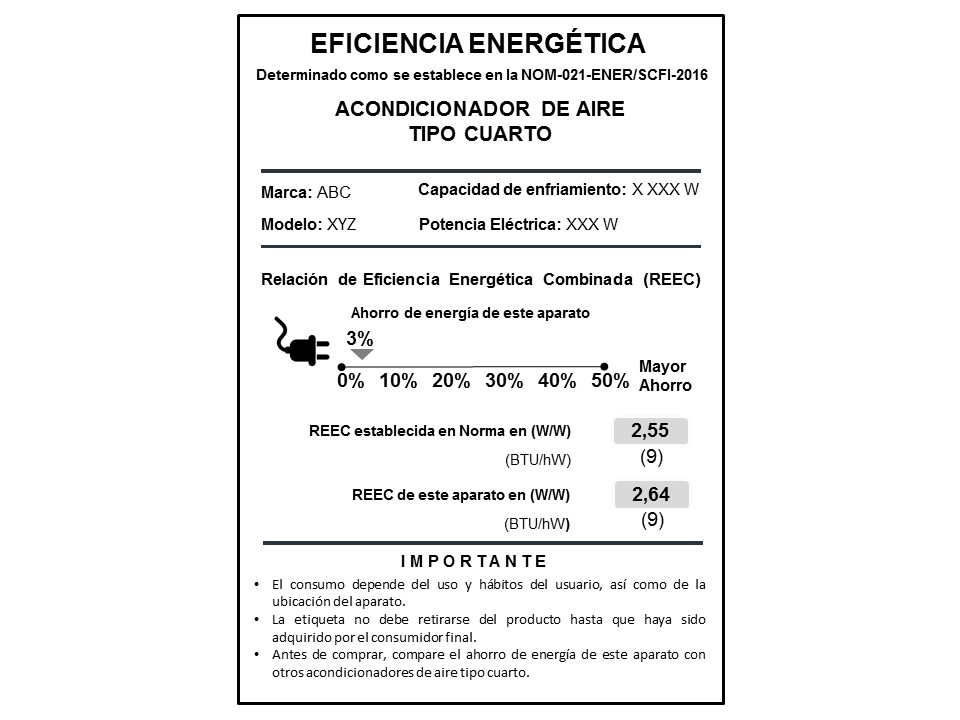 EFICIENCIA ENERGÉTICA
Determinado como se establece en la NOM-021-ENER/SCFI-2016
ACONDICIONADOR DE AIRE
TIPO CUARTO
Marca: ABC
Capacidad de enfriamiento: X XXX W
Modelo: XYZ
Potencia Eléctrica: XXX W
Relación de Eficiencia Energética Combinada (REEC)
Ahorro de energía de este aparato
3%
0% 10% 20% 30% 40% 50%
Mayor
Ahorro
REEC establecida en Norma en (W/W)
2,55
(BTU/hW)
(9)
REEC de este aparato en (W/W)
2,64
(BTU/hW)
(9)
IMPORTANTE
• El consumo depende del uso y hábitos del usuario, así como de la
ubicación del aparato.
• La etiqueta no debe retirarse del producto hasta que haya sido
adquirido por el consumidor final.
• Antes de comprar, compare el ahorro de energía de este aparato con
otros acondicionadores de aire tipo cuarto.